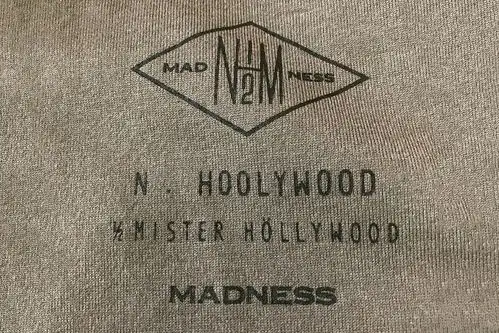 MAD N½M NESS
N. HOOLYWOOD
½ MISTER HÖLLYWOOD
MADNESS